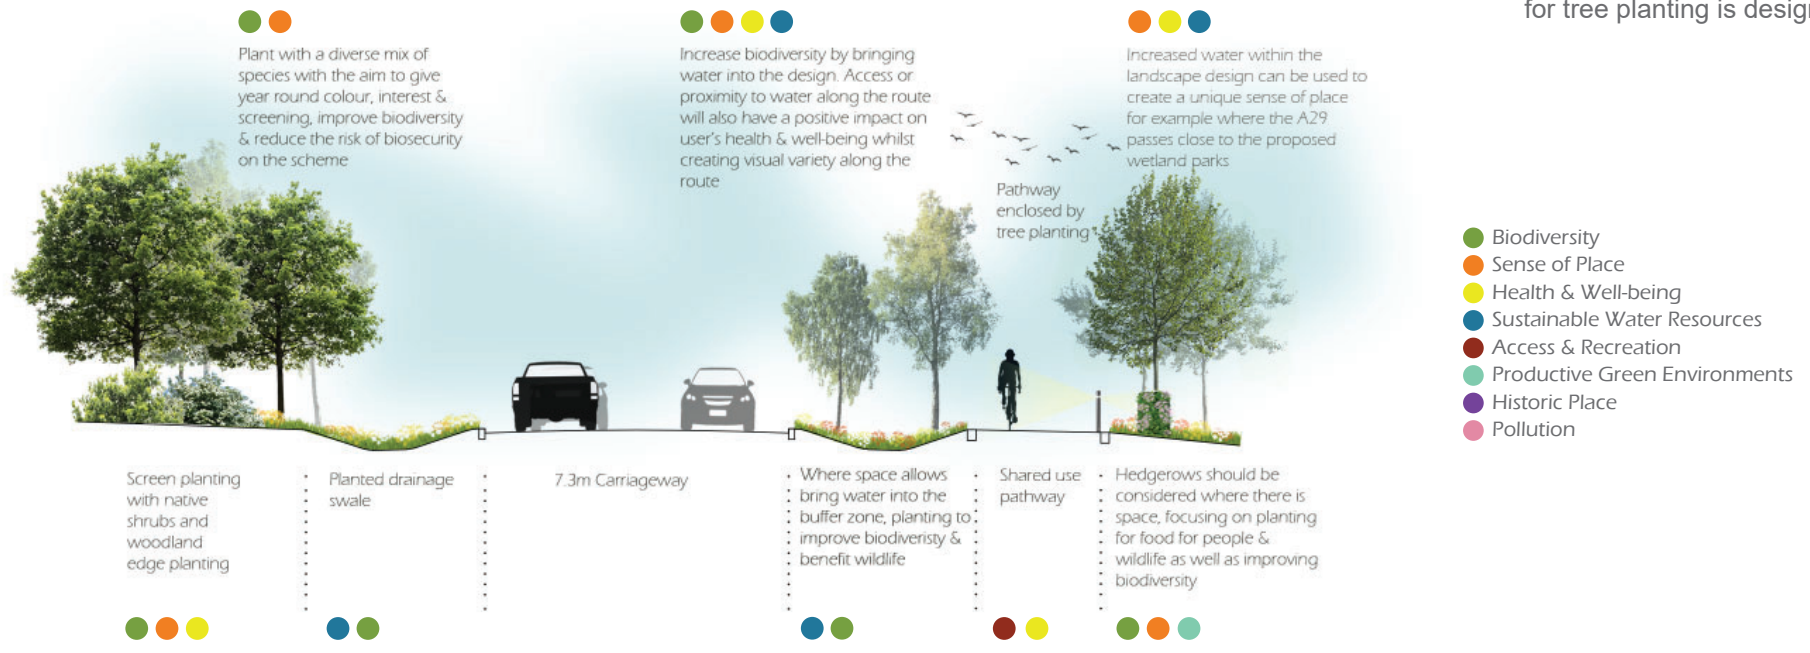 for tree planting is desig
Plant with a diverse mix of
species with the aim to give
year round colour, interest &
screening, improve biodiversity
& reduce the risk of biosecurity
on the scheme
Increase biodiversity by bringing
water into the design. Access or
proximity to water along the route
will also have a positive impact on
user's health & well-being whilst
creating visual variety along the
route
Increased water within the
landscape design can be used to
create a unique sense of place
for example where the A29
passes close to the proposed
wetland parks
Pathway
enclosed by
tree planting
Biodiversity
Sense of Place
Health & Well-being
Sustainable Water Resources
Access & Recreation
Productive Green Environments
Historic Place
Pollution
Screen planting
with native
shrubs and
woodland
edge planting
Planted drainage
swale
7.3m Carriageway
Where space allows
bring water into the
buffer zone, planting to
improve biodiveristy &
benefit wildlife
Shared use
pathway
Hedgerows should be
considered where there is
space, focusing on planting
for food for people &
wildlife as well as improving
biodiversity